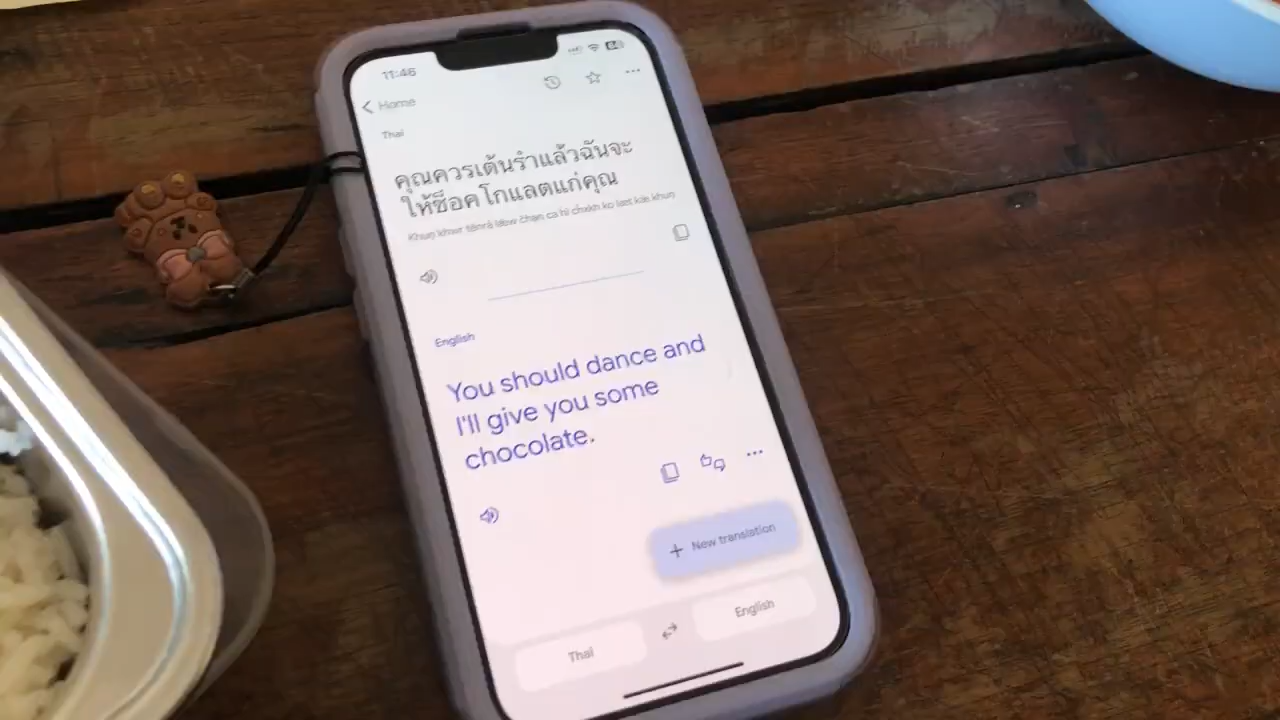 11:46
Home
Thai
คุณควรเต้นรำแล้วฉันจะ
ให้ช็อคโกแลตแก่คุณ
English
You should dance and
I'll give you some
chocolate.
New translation
Thai
English